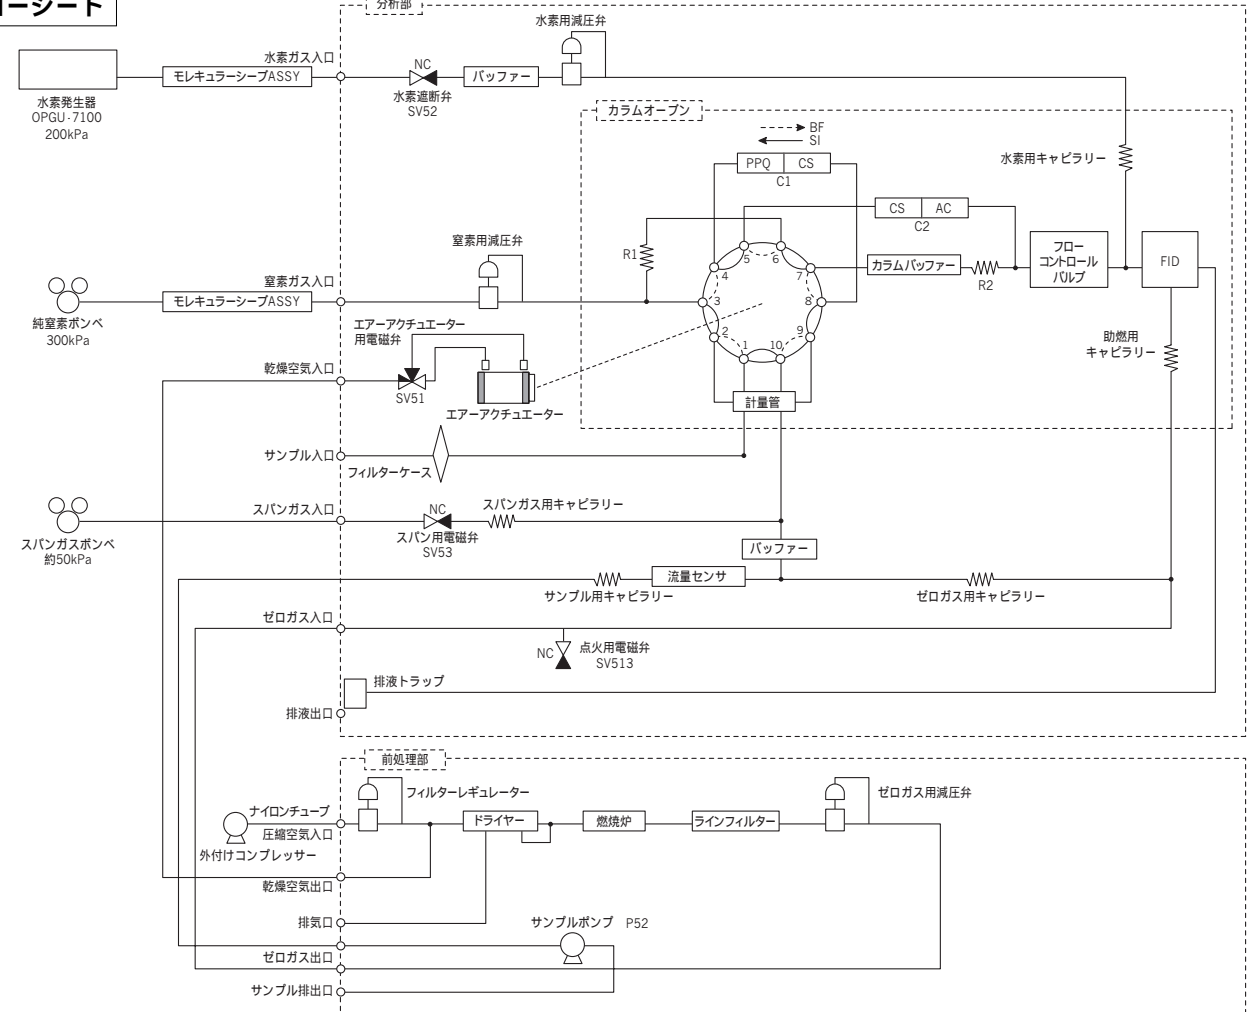 ローシート
分析部
水素用減圧弁
水素ガス入口
モレキュラーシーブASSY
NC
バッファー
水素発生器
OPGU-7100
200kPa
水素遮断弁
SV52
カラムオーブン
BF
SI
PPQ
CS
C1
水素用キャピラリー
CS
AC
C2
窒素用減圧弁
R1
5
6
4
7
カラムバッファー
R2
フロー
コントロール
バルブ
FID
窒素ガス入口
モレキュラーシーブASSY
3
8
純窒素ボンベ
300kPa
エアーアクチュエーター
用電磁弁
2
1
10
9
助燃用
キャピラリー
乾燥空気入口
SV51
エアーアクチュエーター
計量管
サンプル入口
フィルターケース
スパンガス入口
NC
スパンガス用キャピラリー
スパン用電磁弁
SV53
スパンガスボンベ
約50kPa
バッファー
流量センサ
サンプル用キャピラリー
ゼロガス用キャピラリー
ゼロガス入口
NC
点火用電磁弁
SV513
排液トラップ
排液出口
前処理部
フィルターレギュレーター
ゼロガス用減圧弁
ナイロンチューブ
圧縮空気入口
ドライヤー
燃焼炉
ラインフィルター
外付けコンプレッサー
乾燥空気出口
排気口
サンプルポンプ P52
ゼロガス出口
サンプル排出口